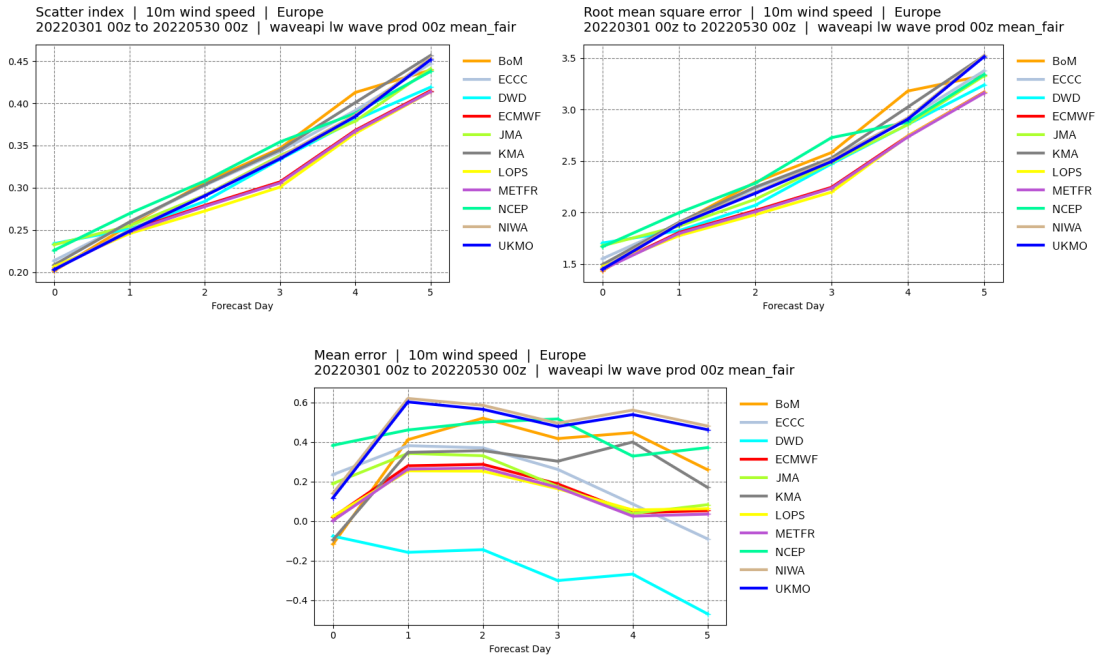 Scatter index | 10m wind speed | Europe
20220301 00z to 20220530 00z | waveapi lw wave prod 00z mean_fair
0.45
0.40
0.35
0.30
0.25
0.20
0
1
2
3
4
5
Forecast Day
BoM
ECCC
DWD
ECMWF
JMA
KMA
LOPS
METFR
NCEP
NIWA
UKMO
Root mean square error | 10m wind speed | Europe
20220301 00z to 20220530 00z | waveapi lw wave prod 00z mean_fair
3.5
3.0
2.5
2.0
1.5
0
1
2
3
4
5
Forecast Day
BoM
ECCC
DWD
ECMWF
JMA
KMA
LOPS
METFR
NCEP
NIWA
UKMO
Mean error | 10m wind speed | Europe
20220301 00z to 20220530 00z | waveapi lw wave prod 00z mean_fair
0.6
0.4
0.2
0.0
−0.2
−0.4
0
1
2
3
4
5
Forecast Day
BoM
ECCC
DWD
ECMWF
JMA
KMA
LOPS
METFR
NCEP
NIWA
UKMO